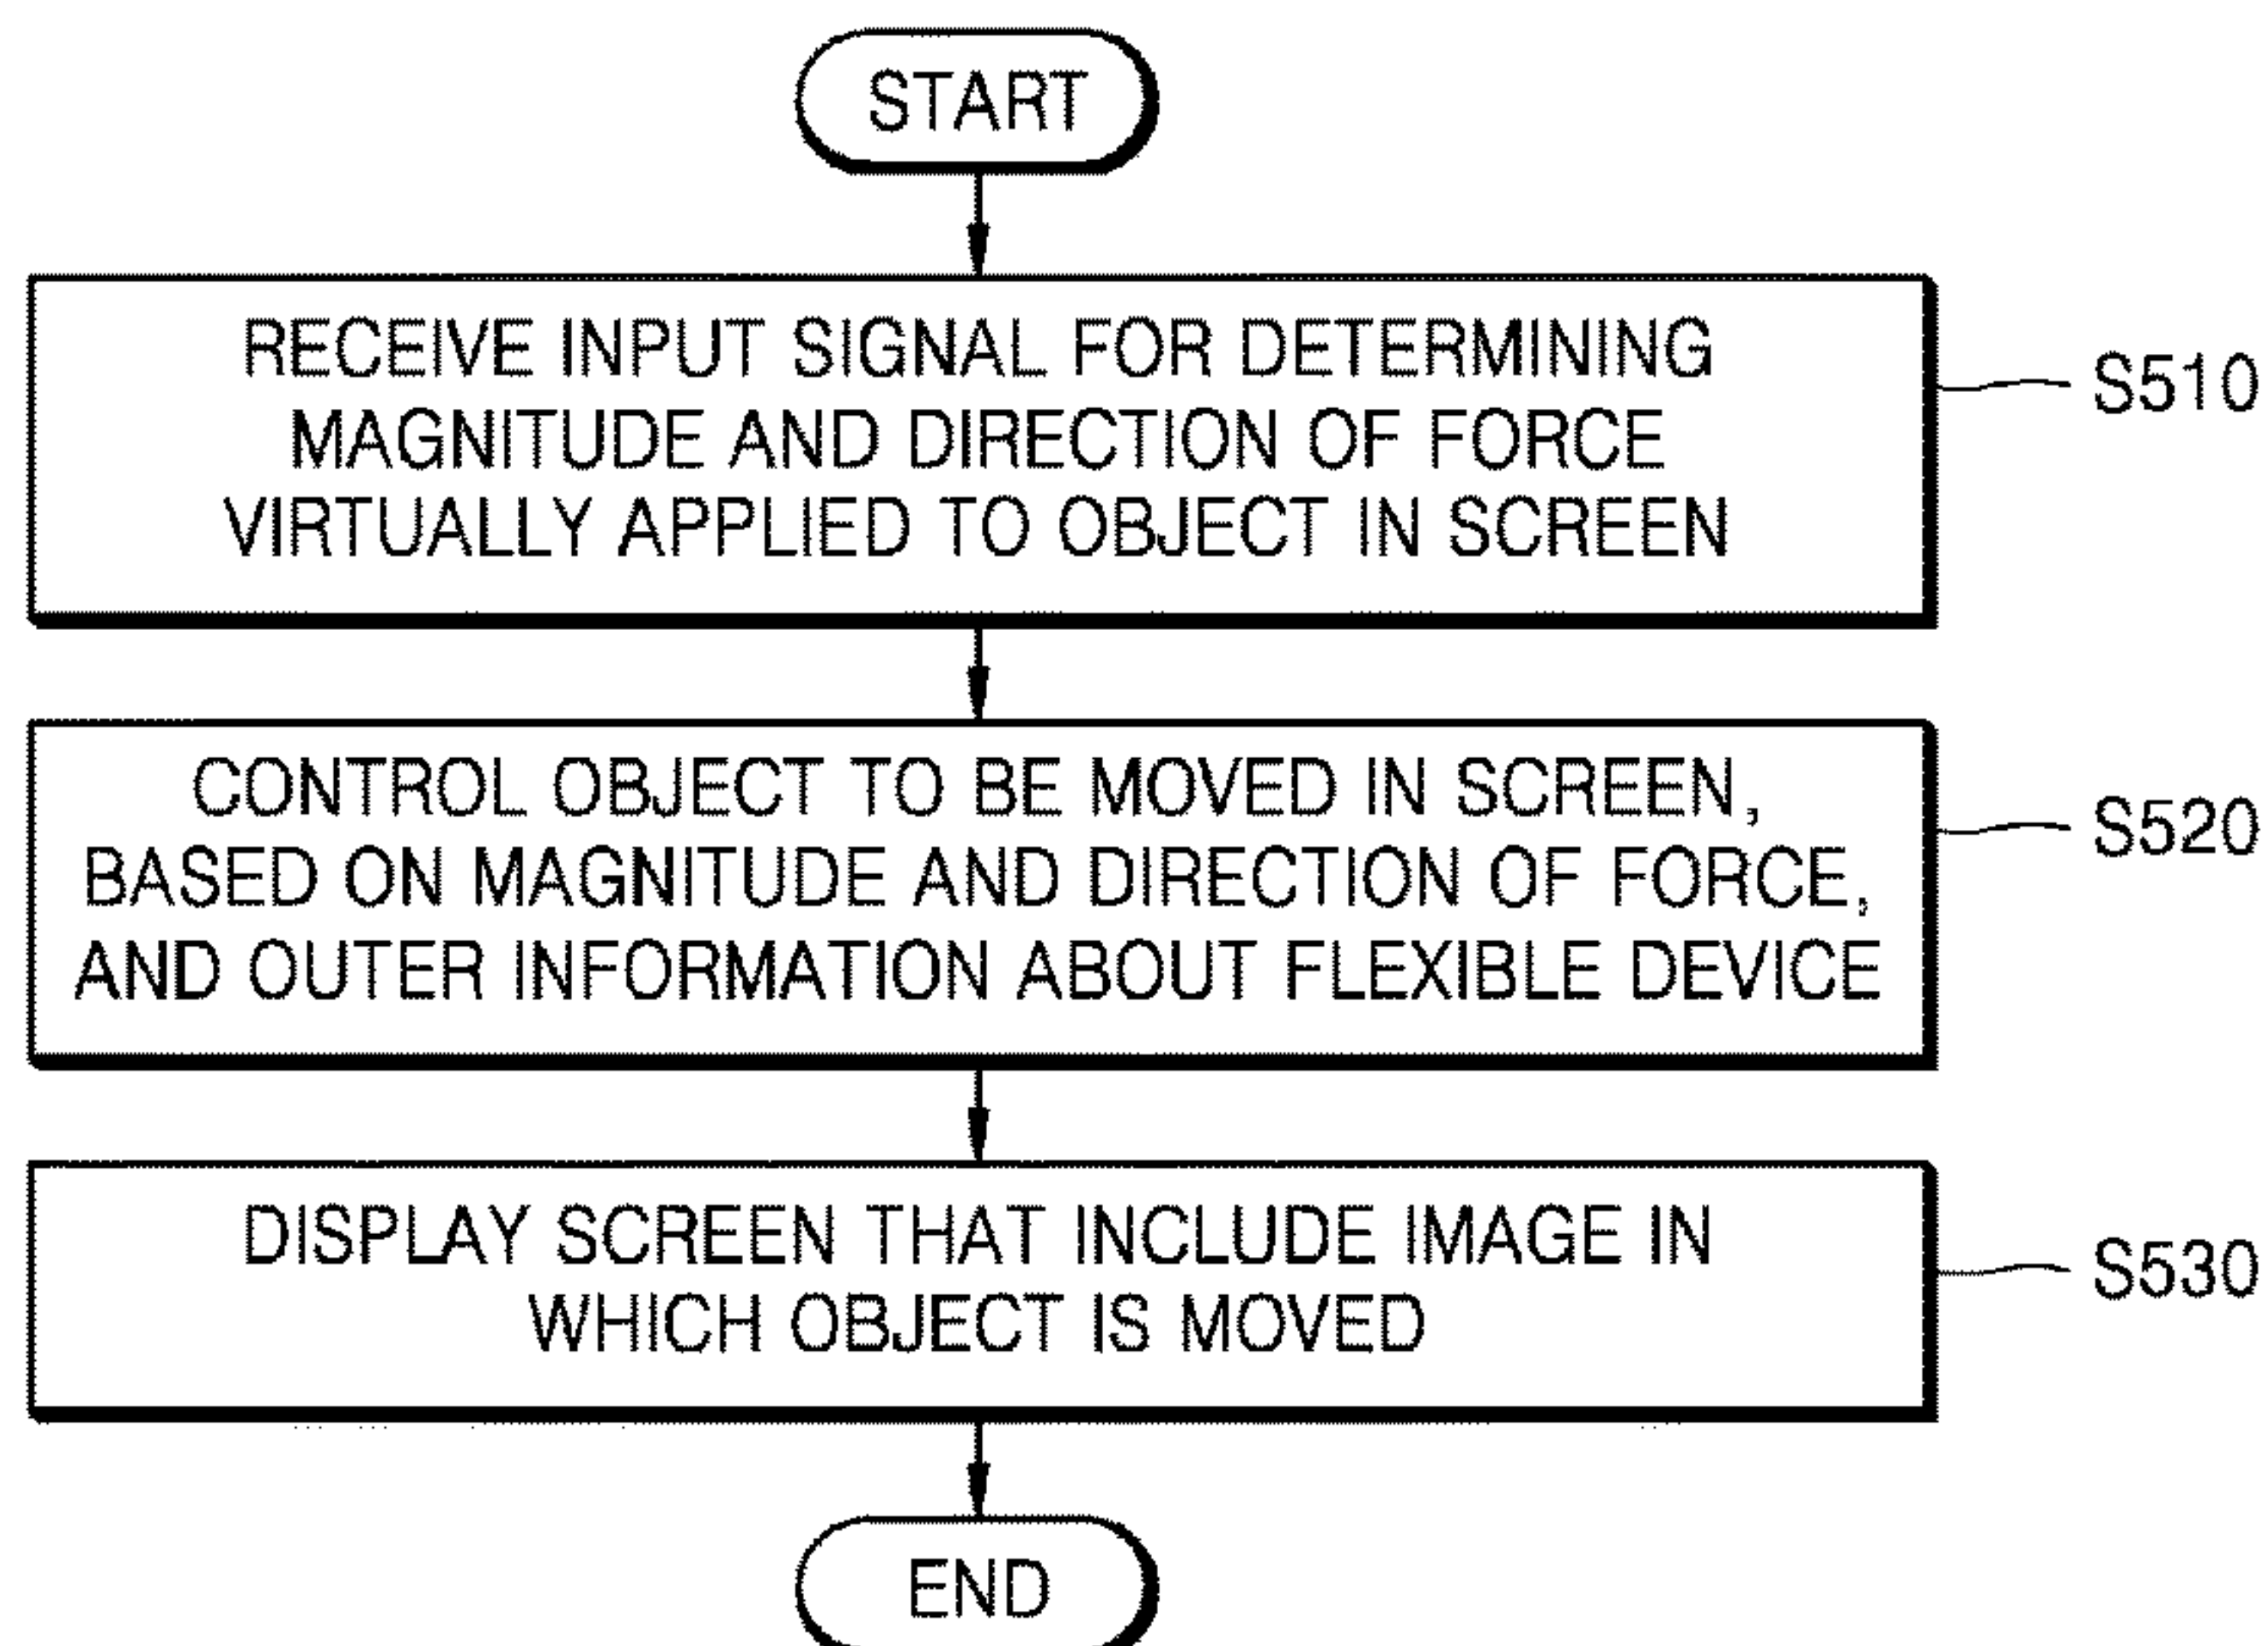 START
RECEIVE INPUT SIGNAL FOR DETERMINING
MAGNITUDE AND DIRECTION OF FORCE
VIRTUALLY APPLIED TO OBJECT IN SCREEN
S510
CONTROL OBJECT TO BE MOVED IN SCREEN,
BASED ON MAGNITUDE AND DIRECTION OF FORCE,
AND OUTER INFORMATION ABOUT FLEXIBLE DEVICE
S520
DISPLAY SCREEN THAT INCLUDE IMAGE IN
WHICH OBJECT IS MOVED
S530
END